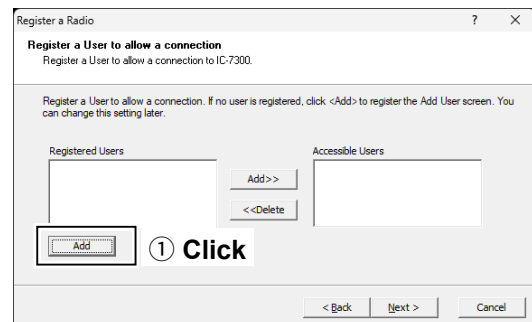 Register a Radio ? ×
Register a User to allow a connection
Register a User to allow a connection to IC-7300.
Register a User to allow a connection. If no user is registered, click <Add> to register the Add User screen. You
can change this setting later.
Registered Users Accessible Users
Add>>
<<Delete
Add ① Click
< Back Next > Cancel